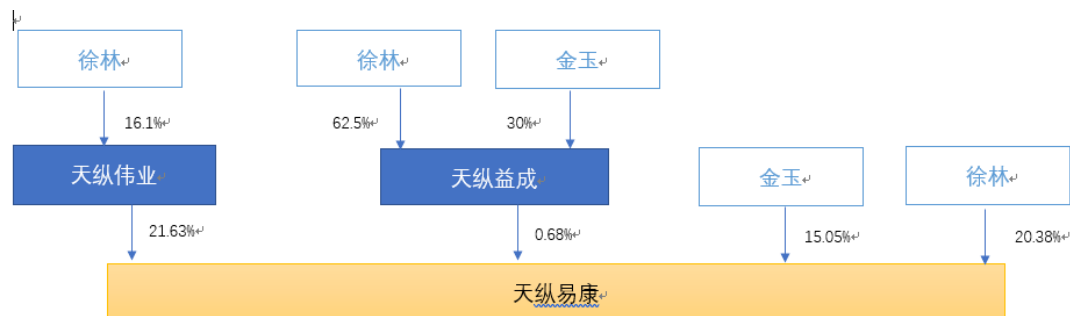 徐林
徐林
金玉
16.1%
62.5%
30%
天纵伟业
天纵益成
金玉
徐林
21.63%
0.68%
15.05%
20.38%
天纵易康